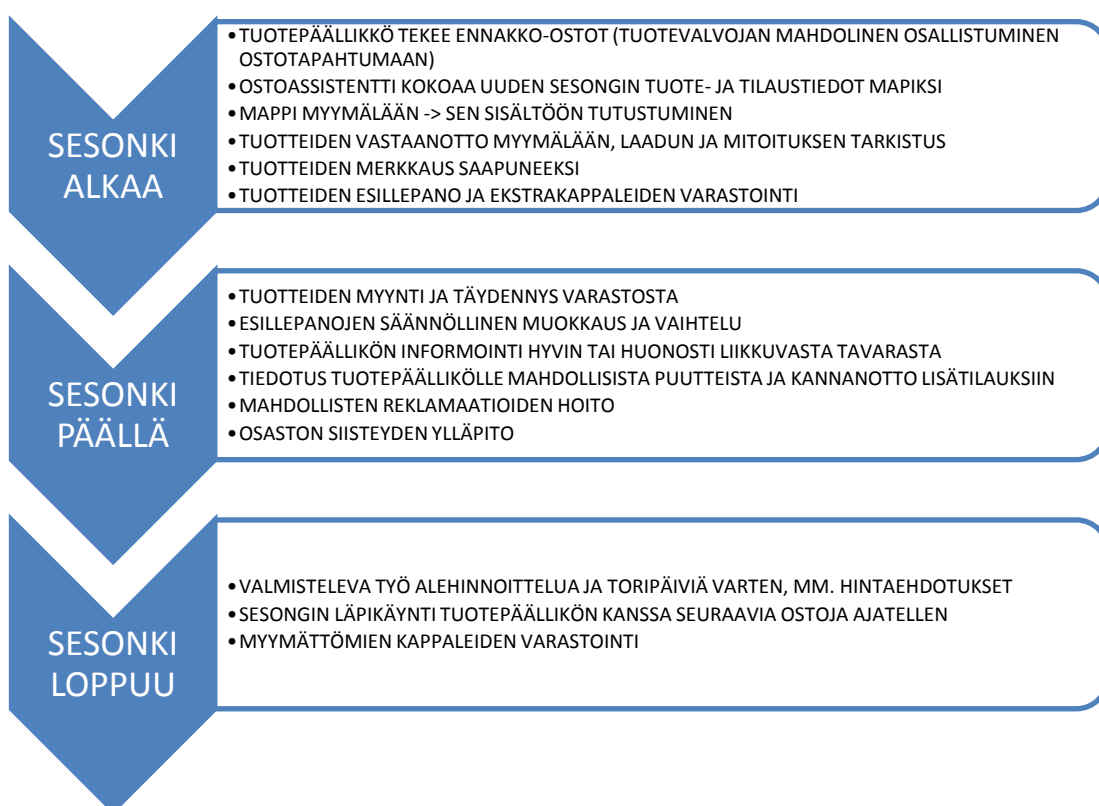 SESONKI
ALKAA
•TUOTEPÄÄLLIKKÖ TEKEE ENNAKKO-OSTOT (TUOTEVALVOJAN MAHDOLINEN OSALLISTUMINEN
OSTOTAPAHTUMAAN)
•OSTOASSISTENTTI KOKOAA UUDEN SESONGIN TUOTE- JA TILAUSTIEDOT MAPIKSI
•MAPPI MYYMÄLÄÄN -> SEN SISÄLTÖÖN TUTUSTUMINEN
•TUOTTEIDEN VASTAANOTTO MYYMÄLÄÄN, LAADUN JA MITOITUKSEN TARKISTUS
•TUOTTEIDEN MERKKAUS SAAPUNEEKSI
•TUOTTEIDEN ESILLEPANO JA EKSTRAKAPPALEIDEN VARASTOINTI
SESONKI
PÄÄLLÄ
•TUOTTEIDEN MYYNTI JA TÄYDENNYS VARASTOSTA
•ESILLEPANOJEN SÄÄNNÖLLINEN MUOKKAUS JA VAIHTELU
•TUOTEPÄÄLLIKÖN INFORMOINTI HYVIN TAI HUONOSTI LIIKKUVASTA TAVARASTA
•TIEDOTUS TUOTEPÄÄLLIKÖLLE MAHDOLLISISTA PUUTTEISTA JA KANNANOTTO LISÄTILAUKSIIN
•MAHDOLLISTEN REKLAMAATIOIDEN HOITO
•OSASTON SIISTEYDEN YLLÄPITO
SESONKI
LOPPUU
•VALMISTELEVA TYÖ ALEHINNOITTELUA JA TORIPÄIVIÄ VARTEN, MM. HINTAEHDOTUKSET
•SESONGIN LÄPIKÄYNTI TUOTEPÄÄLLIKÖN KANSSA SEURAAVIA OSTOJA AJATELLEN
•MYYMÄTTÖMIEN KAPPALEIDEN VARASTOINTI